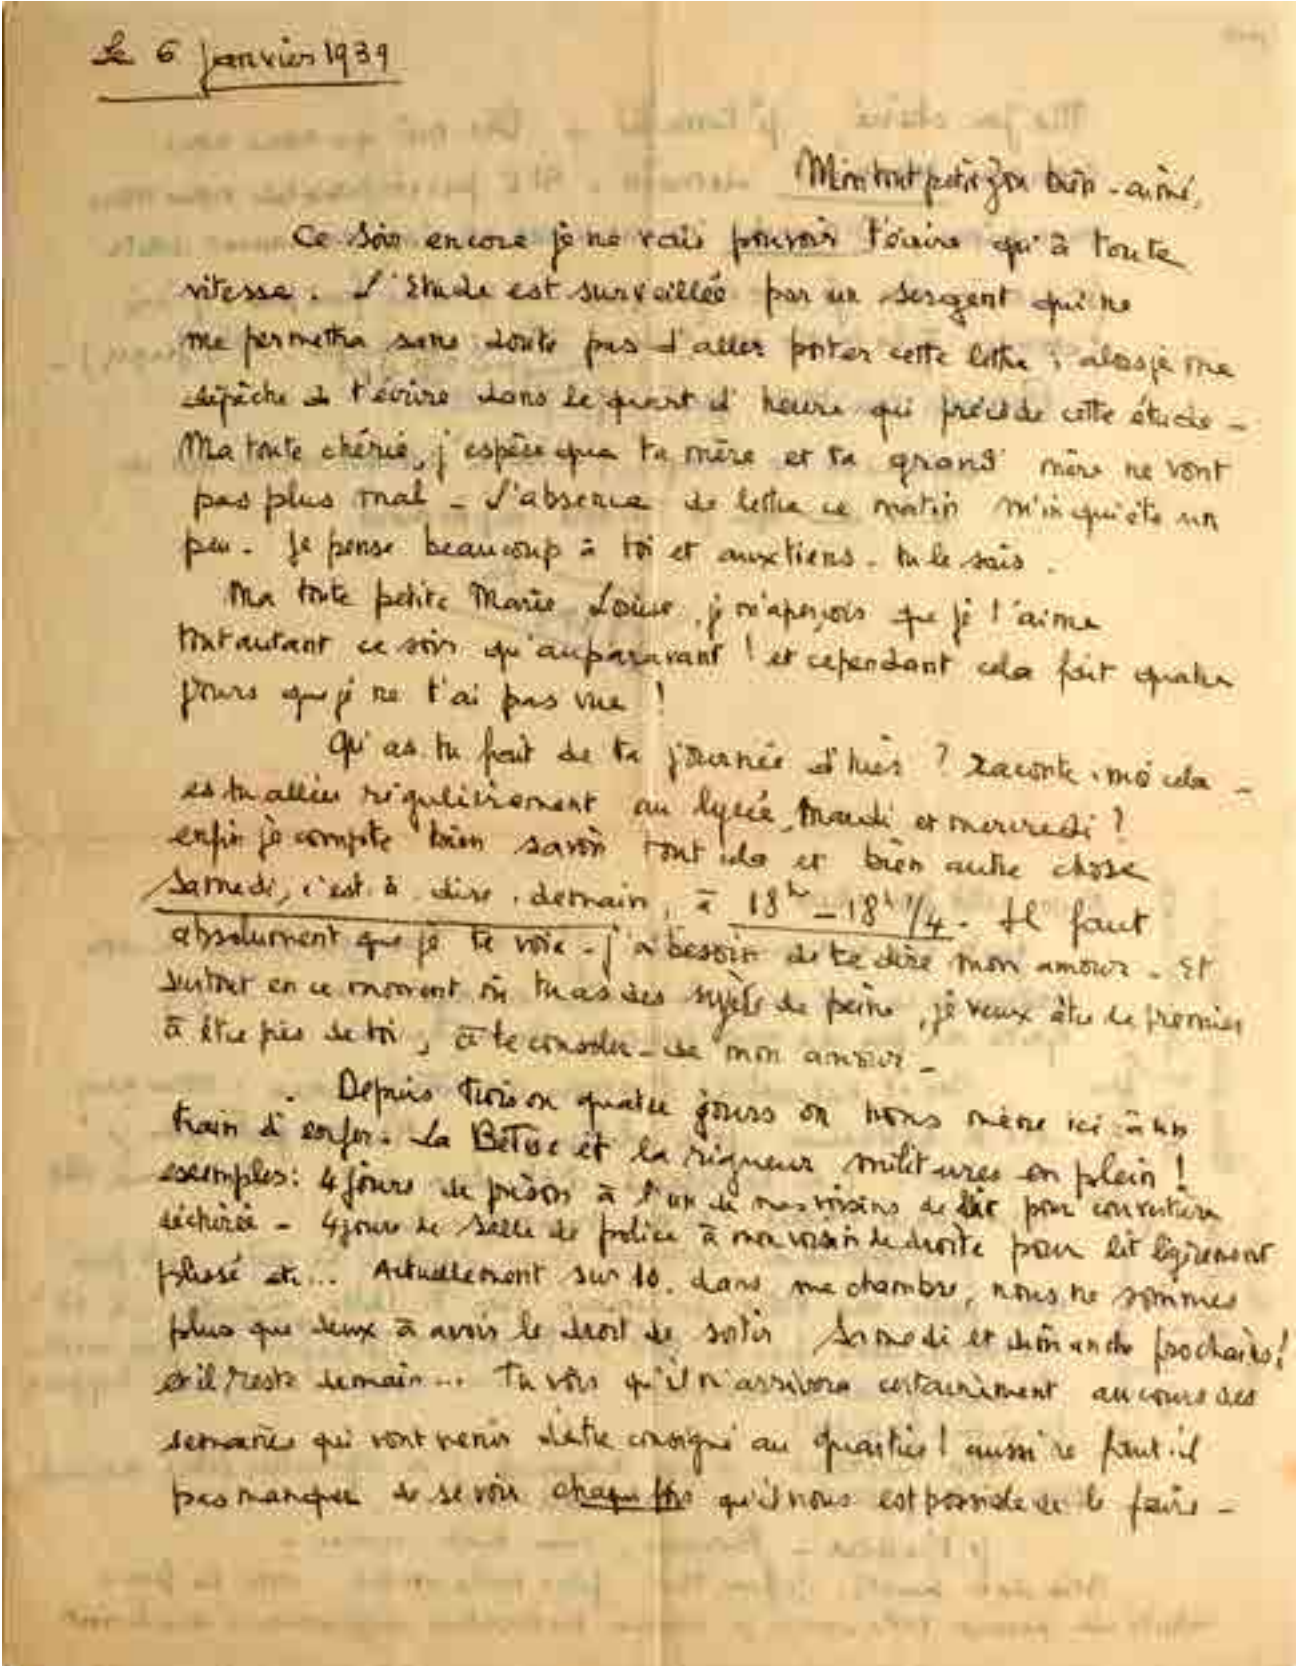 Le 6 Janvier 1939
Mon tout petit Zou bien-aimé,
Ce soir encore je ne vais pouvoir t'écrire qu'à toute
vitesse. L'étude est surveillée par un sergent qui ne
me permettra sans doute pas d'aller porter cette lettre ; alors je me
dépêche de t'écrire dans le quart d'heure qui précède cette étude -
Ma toute chérie, j'espère que ta mère et ta grand' mère ne vont
pas plus mal - L'absence de lettre ce matin m'inquiète un
peu - Je pense beaucoup à toi et aux tiens - tu le sais .
Ma toute petite Marie Louise, je m'aperçois que je t'aime
tout autant ce soir qu'auparavant ! et cependant cela fait quatre
jours que je ne t'ai pas vue !
Qu'as-tu fait de ta journée d'hier ? raconte-moi cela -
es-tu allée régulièrement au lycée, Mardi et mercredi ?
enfin je compte bien savoir tout cela et bien autre chose
Samedi, c'est à dire demain, à 18h - 18h 1/4 - Il faut
absolument que je te voie - j'ai besoin de te dire mon amour - et
surtout en ce moment où tu as des sujets de peine, je veux être le premier
à être près de toi, à te consoler - de mon amour -
Depuis trois ou quatre jours on nous mène ici à un
train d'enfer - La Bêtise et la rigueur militaires en plein !
exemples : 4 jours de prison à l'un de mes voisins de lit pour couverture
déchirée - 4 jours de salle de police à mon voisin de droite pour lit légèrement
plissé etc... Actuellement sur 10, dans ma chambre, nous ne sommes
plus que deux à avoir le droit de sortir Samedi et dimanche prochains !
et il reste demain... Tu vois qu'il m'arrivera certainement au cours des
semaines qui vont venir d'être consigné au quartier ! aussi ne faut-il
pas manquer de se voir chaque fois qu'il nous est possible de le faire -